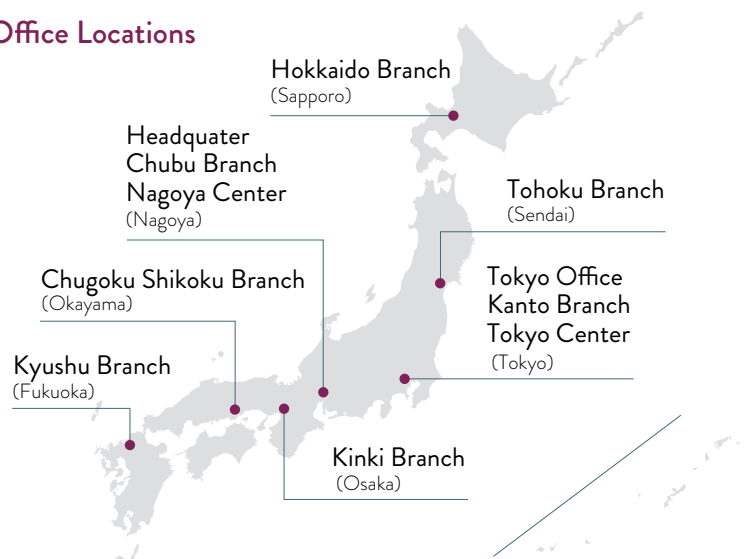 Office Locations
Hokkaido Branch
(Sapporo)
Headquater
Chubu Branch
Nagoya Center
(Nagoya)
Tohoku Branch
(Sendai)
Chugoku Shikoku Branch
(Okayama)
Tokyo Office
Kanto Branch
Tokyo Center
(Tokyo)
Kyushu Branch
(Fukuoka)
Kinki Branch
(Osaka)